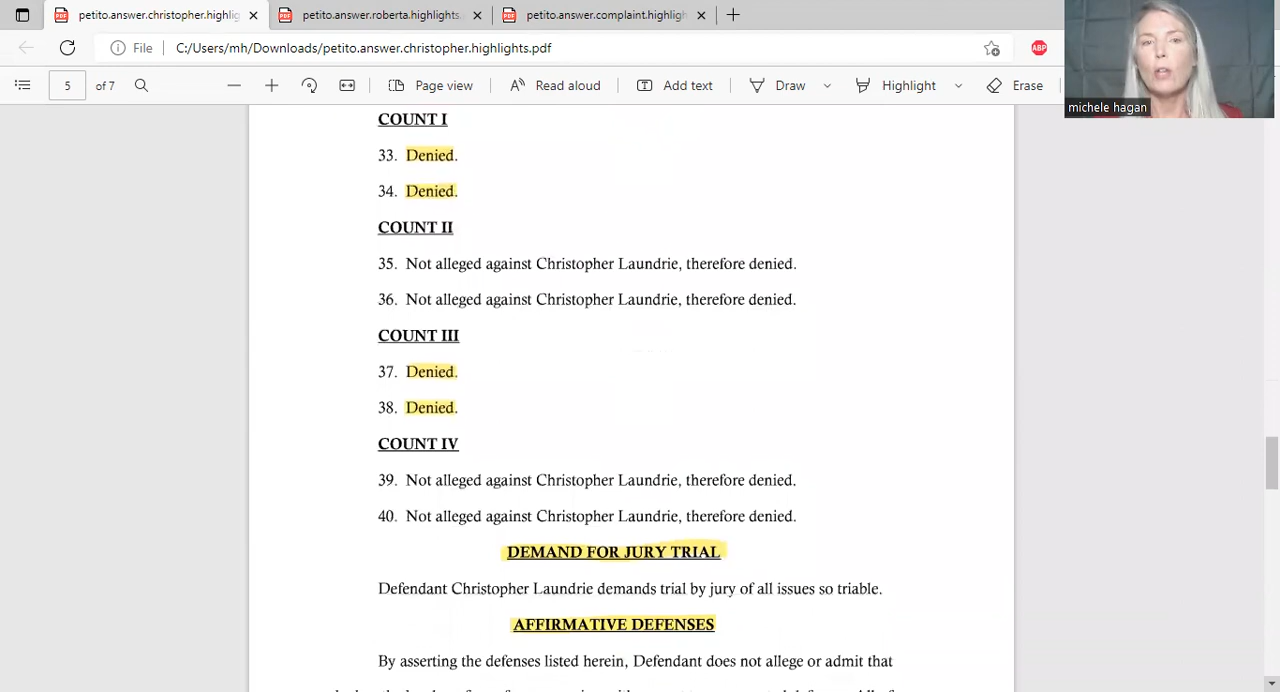 petito.answer.christopher.highlig
petito.answer.roberta.highlights.
petito.answer.complaint.highligh
File C:/Users/mh/Downloads/petito.answer.christopher.highlights.pdf
ABP
5 of 7 Page view Read aloud Add text Draw Highlight Erase
michele hagan
COUNT I
33. Denied.
34. Denied.
COUNT II
35. Not alleged against Christopher Laundrie, therefore denied.
36. Not alleged against Christopher Laundrie, therefore denied.
COUNT III
37. Denied.
38. Denied.
COUNT IV
39. Not alleged against Christopher Laundrie, therefore denied.
40. Not alleged against Christopher Laundrie, therefore denied.
DEMAND FOR JURY TRIAL
Defendant Christopher Laundrie demands trial by jury of all issues so triable.
AFFIRMATIVE DEFENSES
By asserting the defenses listed herein, Defendant does not allege or admit that